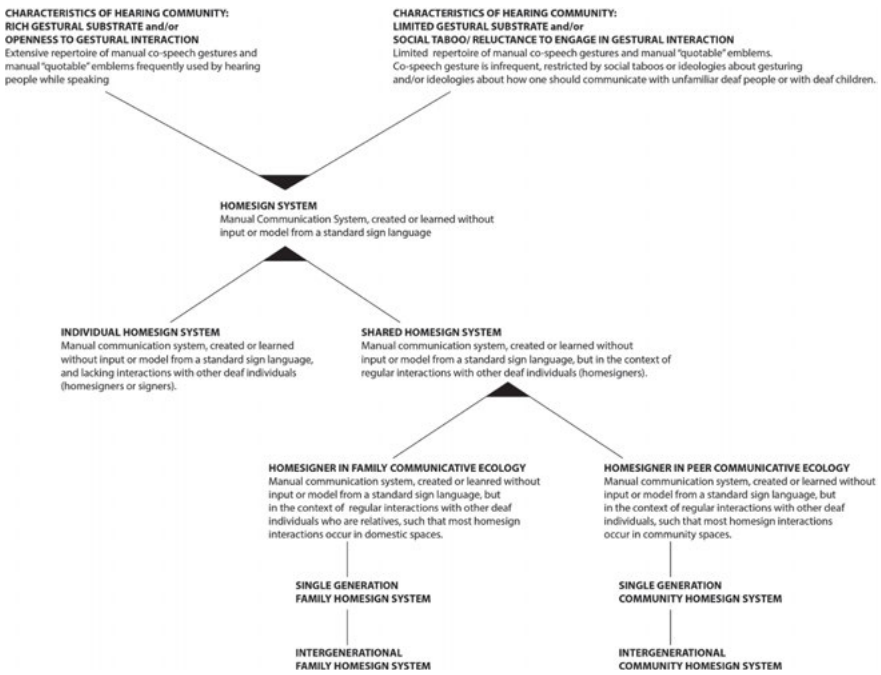 CHARACTERISTICS OF HEARING COMMUNITY:
RICH GESTURAL SUBSTRATE and/or
OPENNESS TO GESTURAL INTERACTION
Extensive repertoire of manual co-speech gestures and
manual "quotable" emblems frequently used by hearing
people while speaking
CHARACTERISTICS OF HEARING COMMUNITY:
LIMITED GESTURAL SUBSTRATE and/or
SOCIAL TABOO/ RELUCTANCE TO ENGAGE IN GESTURAL INTERACTION
Limited repertoire of manual co-speech gestures and manual "quotable" emblems.
Co-speech gesture is infrequent, restricted by social taboos or ideologies about gesturing
and/or ideologies about how one should communicate with unfamiliar deaf people or with deaf children.
HOMESIGN SYSTEM
Manual Communication System, created or learned without
input or model from a standard sign language
INDIVIDUAL HOMESIGN SYSTEM
Manual communication system, created or learned
without input or model from a standard sign language,
and lacking interactions with other deaf individuals
(homesigners or signers).
SHARED HOMESIGN SYSTEM
Manual communication system, created or learned without
input or model from a standard sign language, but in the context of
regular interactions with other deaf individuals (homesigners).
HOMESIGNER IN FAMILY COMMUNICATIVE ECOLOGY
Manual communication system, created or leanred without
input or model from a standard sign language, but
in the context of regular interactions with other deaf
individuals who are relatives, such that most homesign
interactions occur in domestic spaces.
SINGLE GENERATION
FAMILY HOMESIGN SYSTEM
INTERGENERATIONAL
FAMILY HOMESIGN SYSTEM
HOMESIGNER IN PEER COMMUNICATIVE ECOLOGY
Manual communication system, created or learned without
input or model from a standard sign language, but
in the context of regular interactions with other deaf
individuals, such that most homesign interactions
occur in community spaces.
SINGLE GENERATION
COMMUNITY HOMESIGN SYSTEM
INTERGENERATIONAL
COMMUNITY HOMESIGN SYSTEM